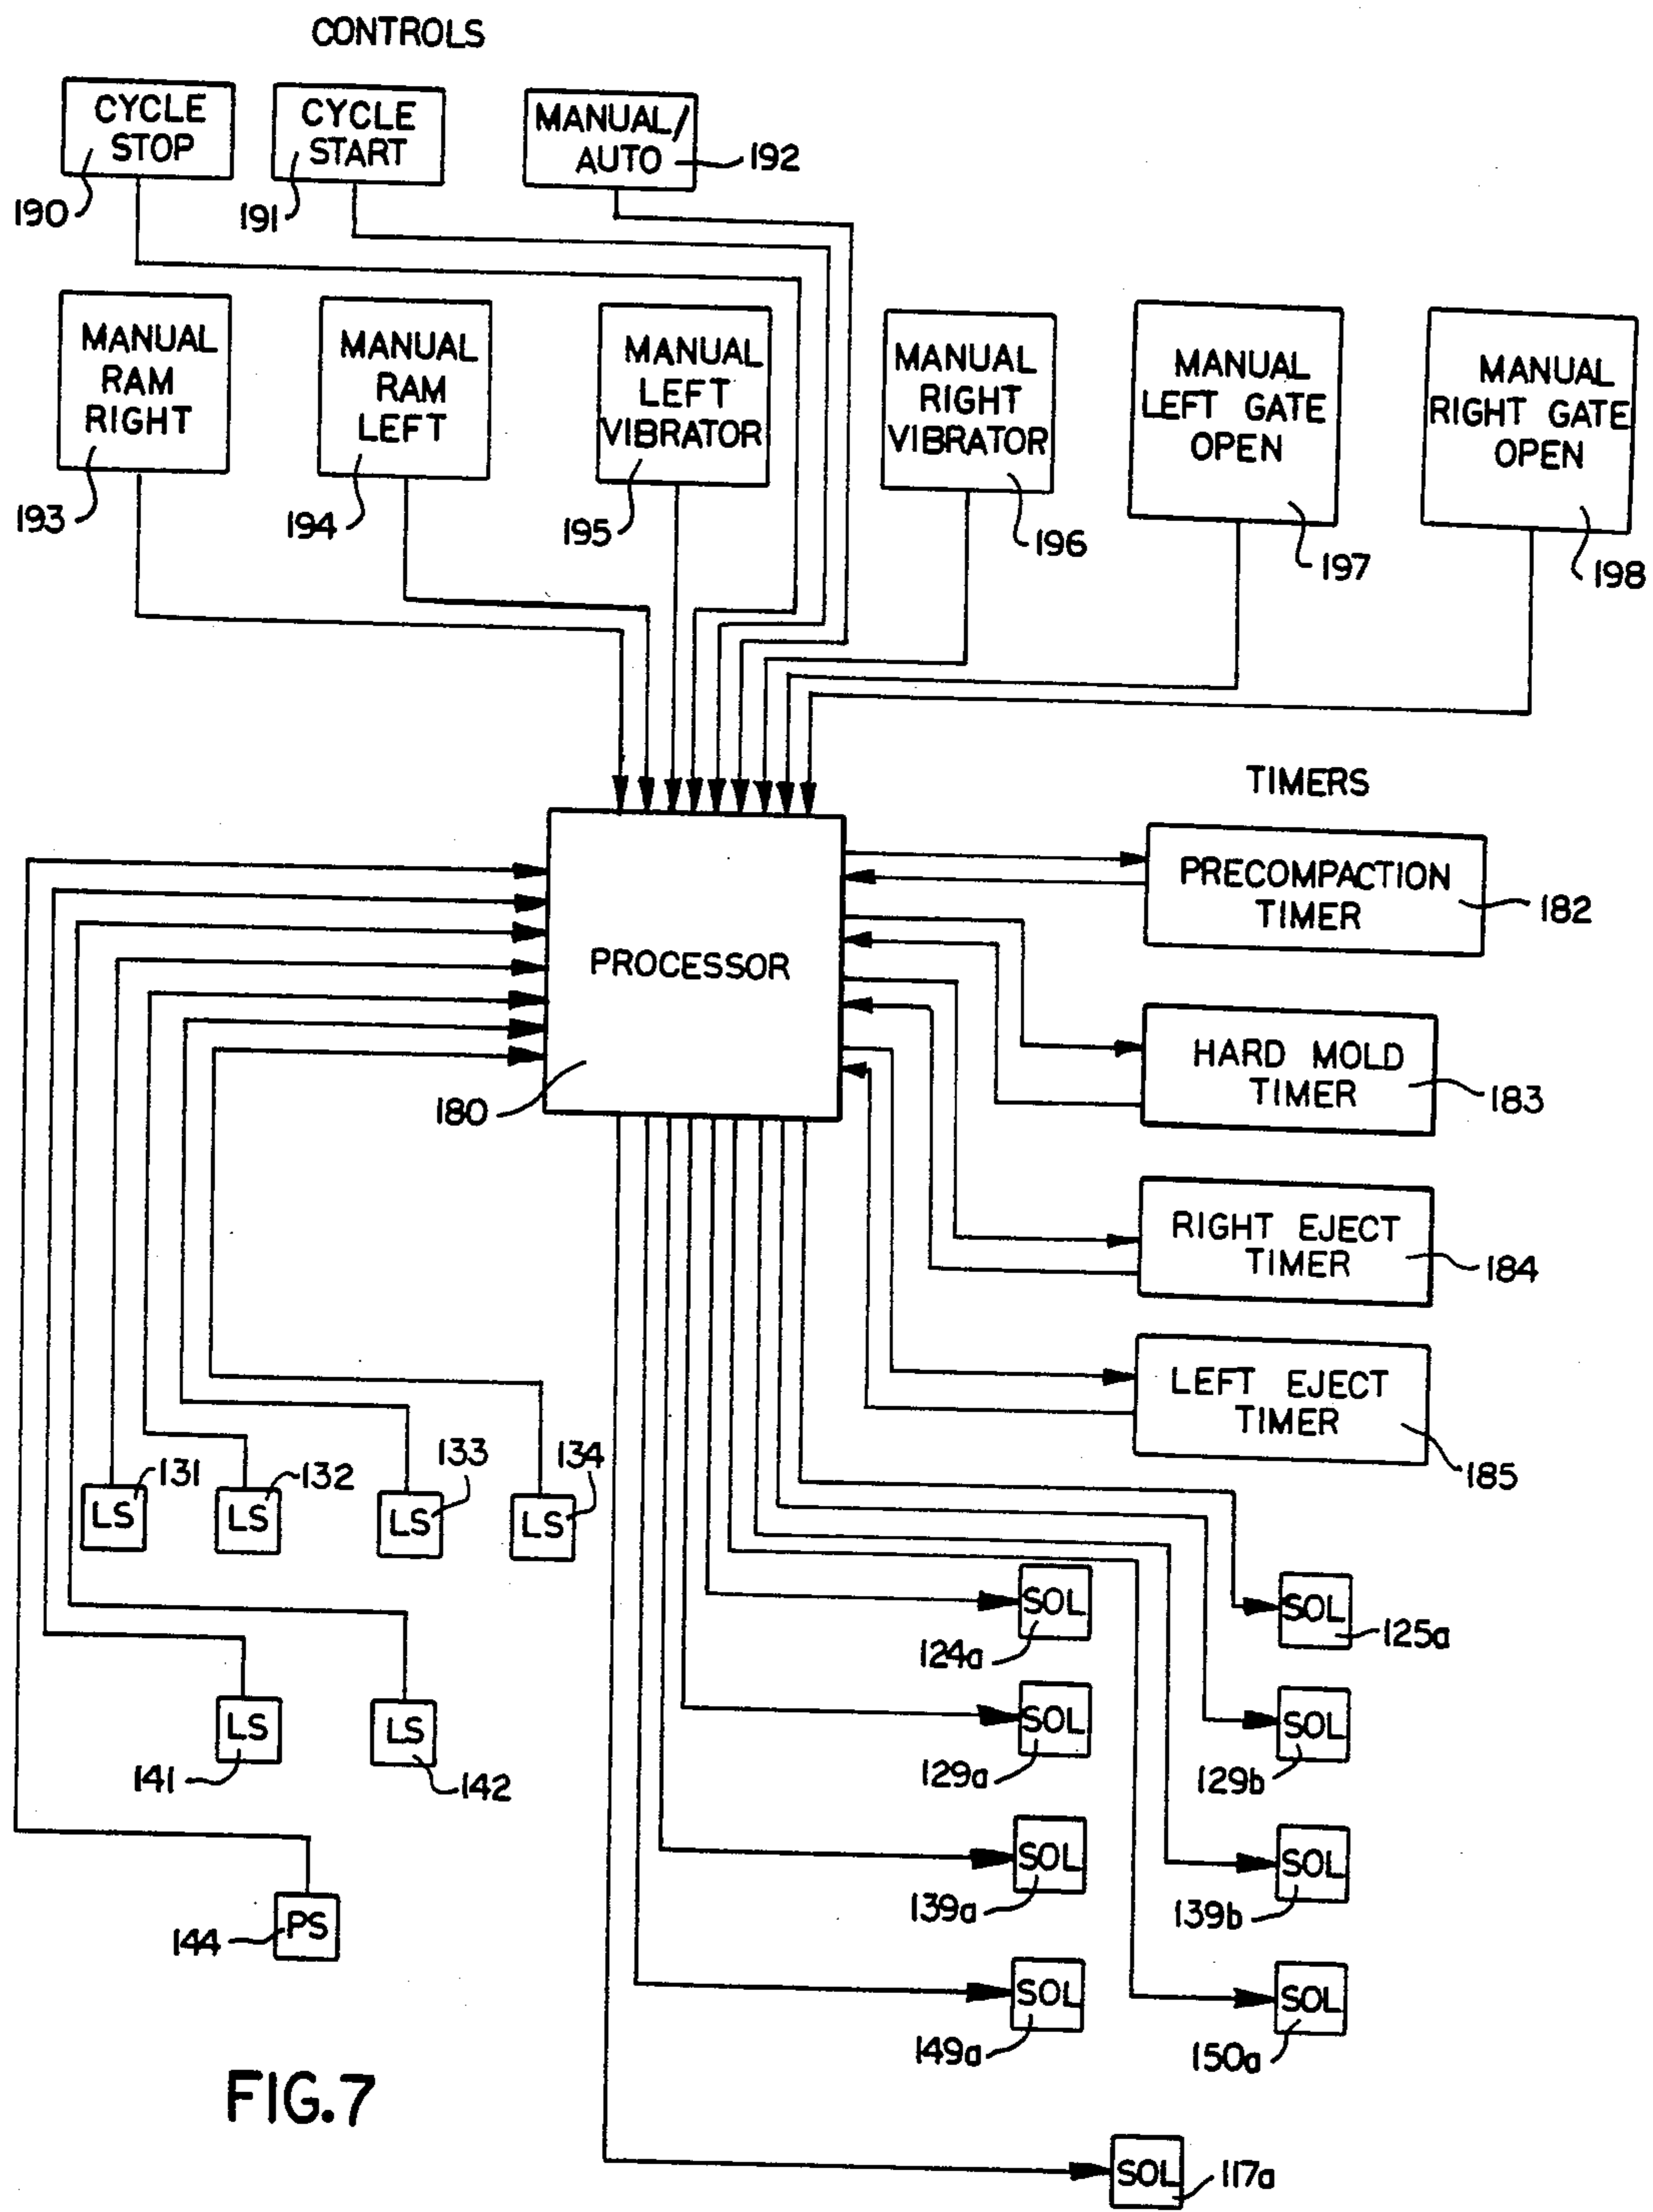 CONTROLS
CYCLE
STOP
190
CYCLE
START
191
MANUAL/
AUTO
192
MANUAL
RAM
RIGHT
193
MANUAL
RAM
LEFT
194
MANUAL
LEFT
VIBRATOR
195
MANUAL
RIGHT
VIBRATOR
196
MANUAL
LEFT GATE
OPEN
197
MANUAL
RIGHT GATE
OPEN
198
TIMERS
PROCESSOR
180
PRECOMPACTION
TIMER
182
HARD MOLD
TIMER
183
RIGHT EJECT
TIMER
184
LEFT EJECT
TIMER
185
LS
131
LS
132
LS
133
LS
134
LS
141
LS
142
PS
144
SOL
124a
SOL
125a
SOL
129a
SOL
129b
SOL
139a
SOL
139b
SOL
149a
SOL
150a
SOL
117a
FIG.7